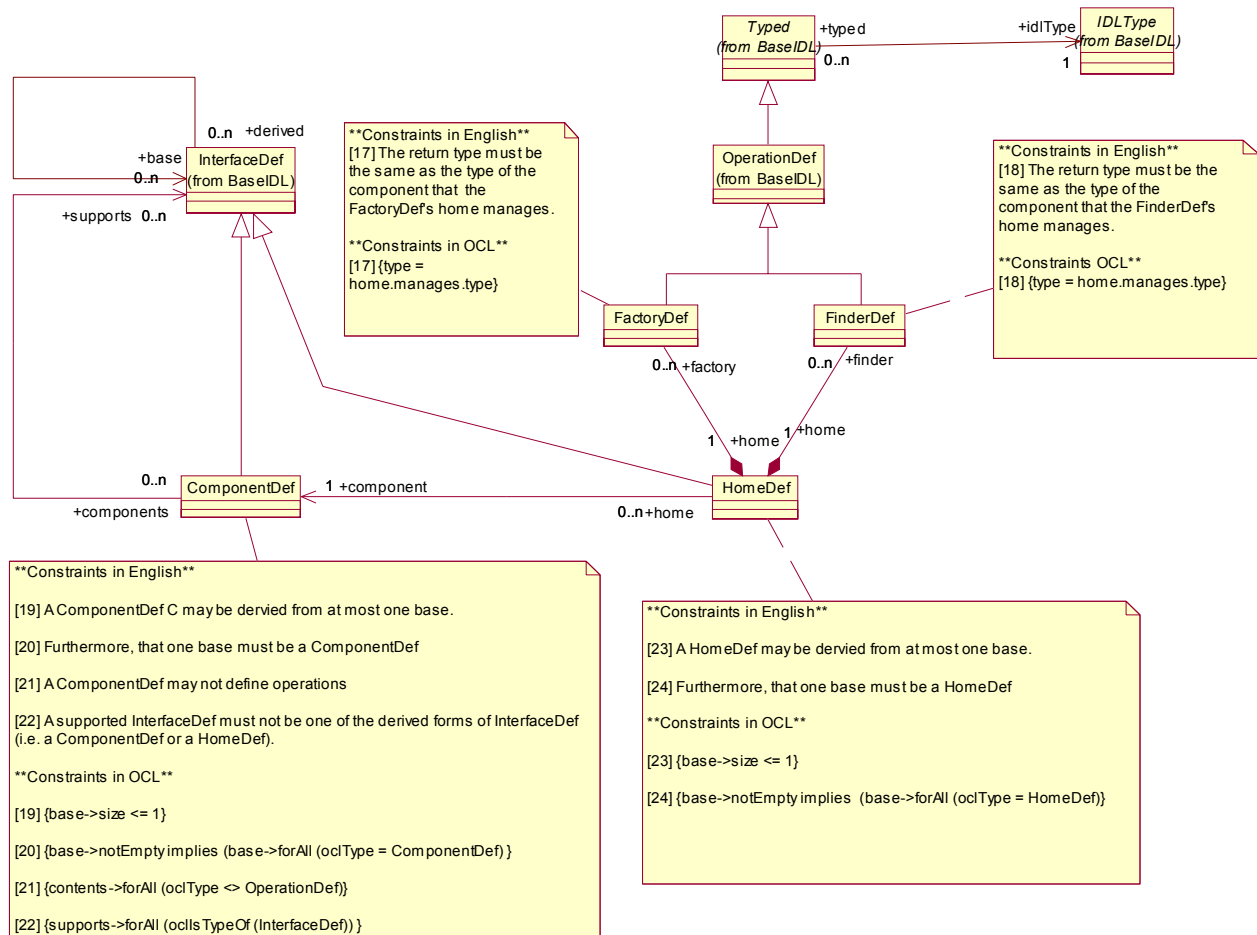 Typed
(from BaseIDL)
+typed
0..n
+idlType
1
IDLType
(from BaseIDL)
0..n +derived
+base
0..n
InterfaceDef
(from BaseIDL)
+supports 0..n
**Constraints in English**
[17] The return type must be
the same as the type of the
component that the
FactoryDef's home manages.
**Constraints in OCL**
[17] {type =
home.manages.type}
OperationDef
(from BaseIDL)
**Constraints in English**
[18] The return type must be the
same as the type of the
component that the FinderDef's
home manages.
**Constraints OCL**
[18] {type = home.manages.type}
FactoryDef
FinderDef
0..n +factory
0..n +finder
1 +home
1 +home
0..n
+components
ComponentDef
1 +component
0..n +home
HomeDef
**Constraints in English**
[19] A ComponentDef C may be dervied from at most one base.
[20] Furthermore, that one base must be a ComponentDef
[21] A ComponentDef may not define operations
[22] A supported InterfaceDef must not be one of the derived forms of InterfaceDef
(i.e. a ComponentDef or a HomeDef).
**Constraints in OCL**
[19] {base->size <= 1}
[20] {base->notEmpty implies (base->forAll (oclType = ComponentDef) }
[21] {contents->forAll (oclType <> OperationDef)}
[22] {supports->forAll (oclIsTypeOf (InterfaceDef)) }
**Constraints in English**
[23] A HomeDef may be dervied from at most one base.
[24] Furthermore, that one base must be a HomeDef
**Constraints in OCL**
[23] {base->size <= 1}
[24] {base->notEmpty implies (base->forAll (oclType = HomeDef)}